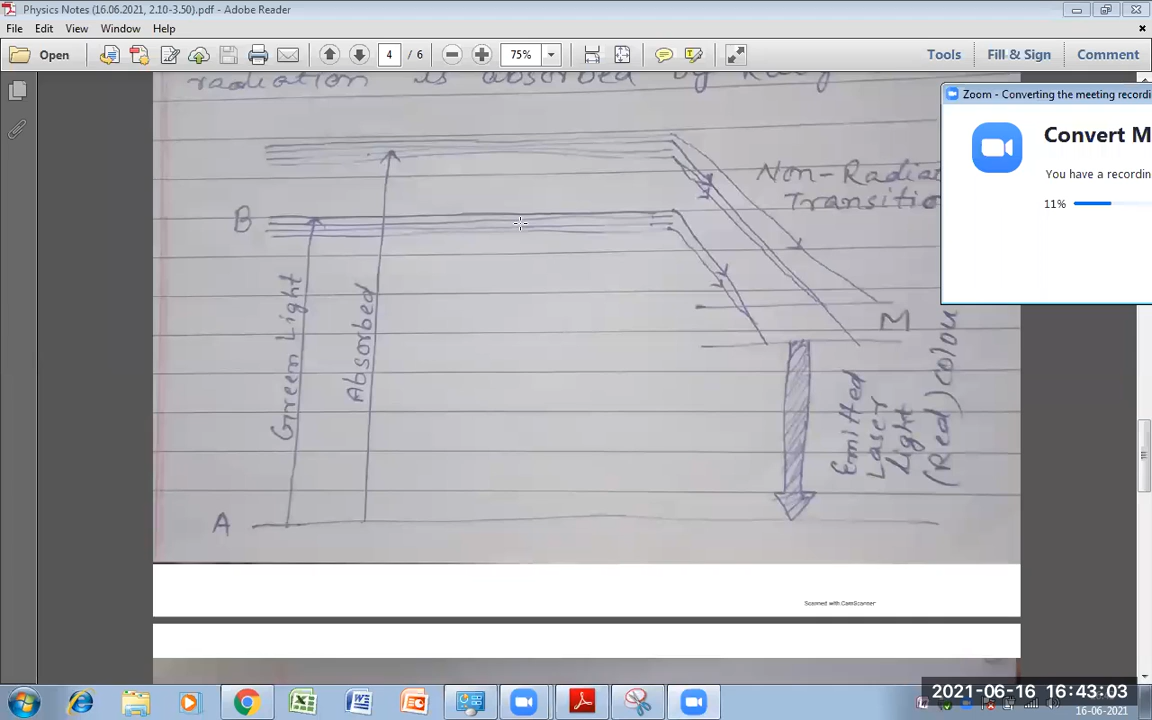 Physics Notes (16.06.2021, 2.10-3.50).pdf - Adobe Reader
File Edit View Window Help
Open 4 / 6 75% Tools Fill & Sign Comment
radiation is absorbed by
Zoom - Converting the meeting recordi
Convert M
You have a recordin
11%
Non-Radia
Transitio
B
Green Light
Absorbed
M
Emitted
Laser
Light
(Red) colou
A
Scanned with CamScanner
2021-06-16 16:43:03
16-06-2021